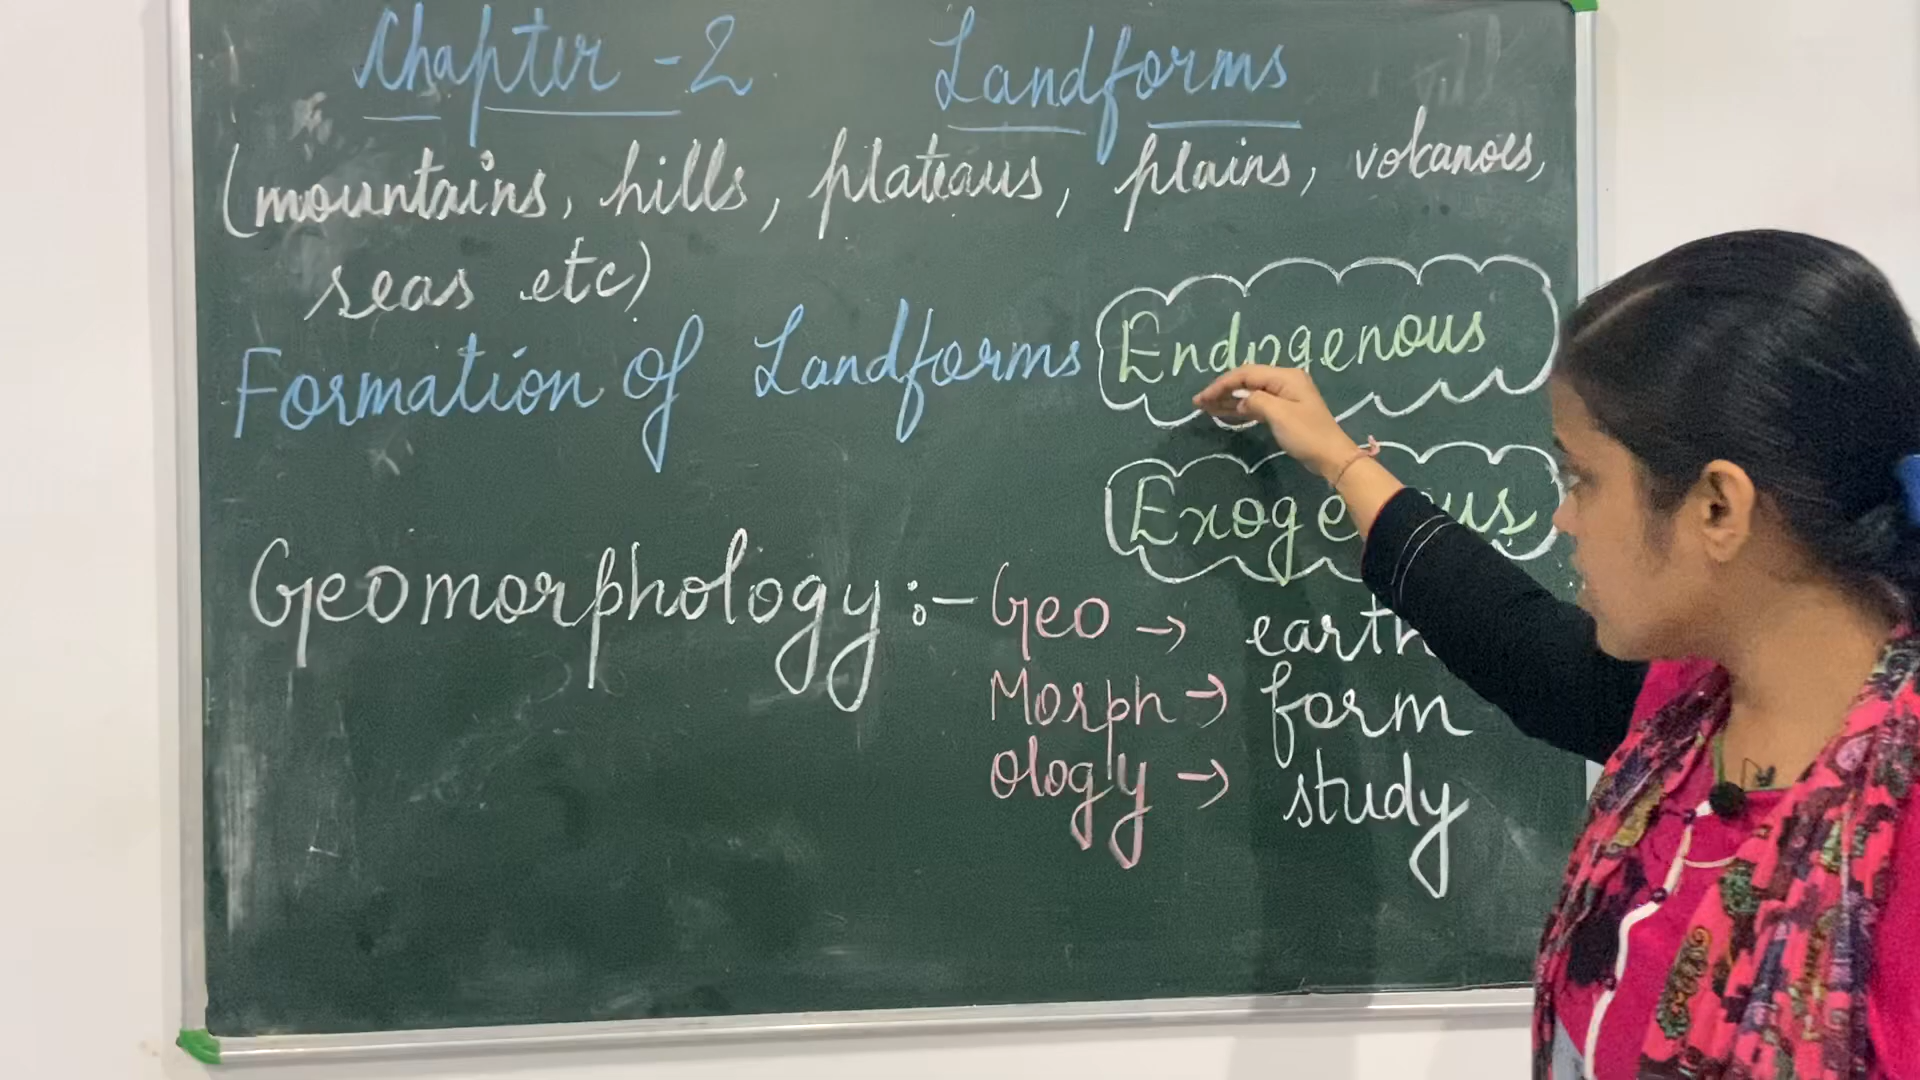 Chapter - 2 Landforms
(mountains, hills, plateaus, plains, volcanoes,
seas etc)
Formation of Landforms Endogenous
Exogenous
Geomorphology :- Geo → earth
Morph → form
ology → study